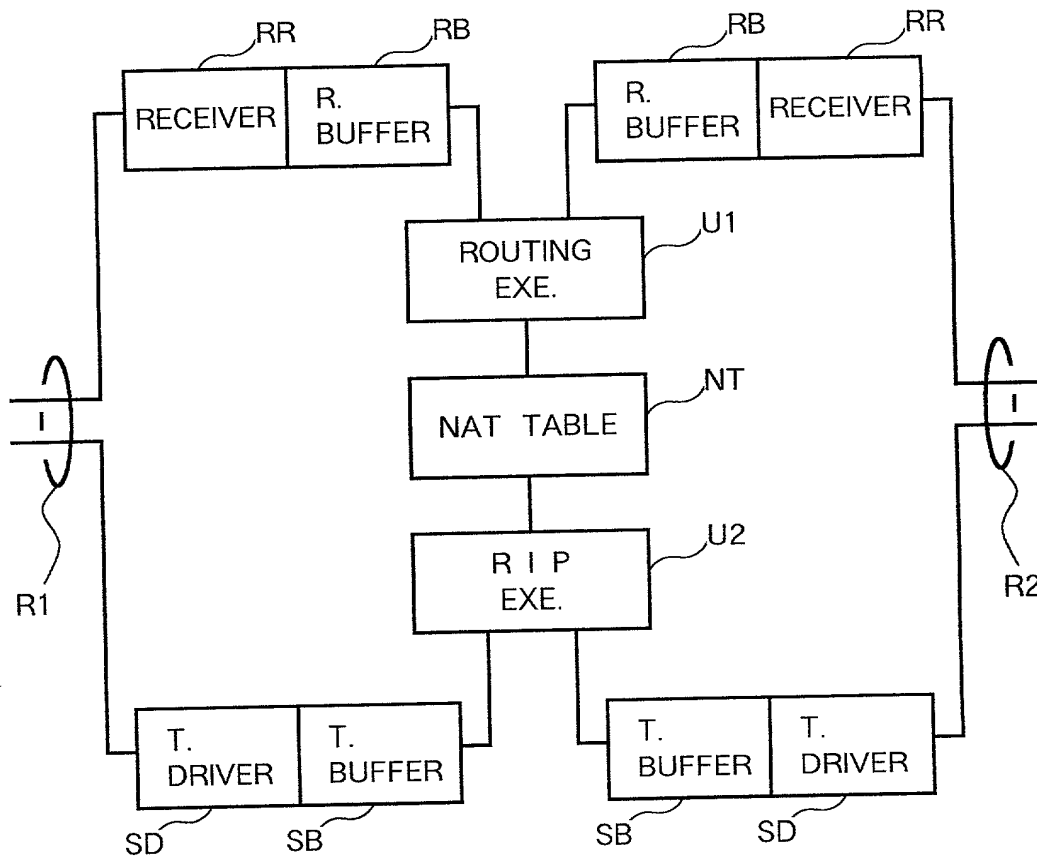 RR
RB
RB
RR
RECEIVER
R.
BUFFER
R.
BUFFER
RECEIVER
U1
ROUTING
EXE.
NT
NAT TABLE
U2
R I P
EXE.
R1
R2
T.
DRIVER
T.
BUFFER
T.
BUFFER
T.
DRIVER
SD
SB
SB
SD